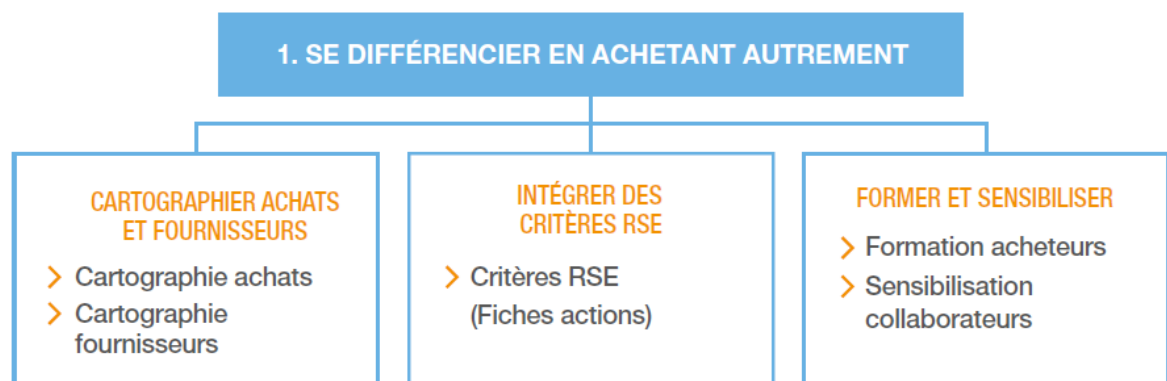 1. SE DIFFÉRENCIER EN ACHETANT AUTREMENT
CARTOGRAPHIER ACHATS
ET FOURNISSEURS
Cartographie achats
Cartographie
fournisseurs
INTÉGRER DES
CRITÈRES RSE
Critères RSE
(Fiches actions)
FORMER ET SENSIBILISER
Formation acheteurs
Sensibilisation
collaborateurs